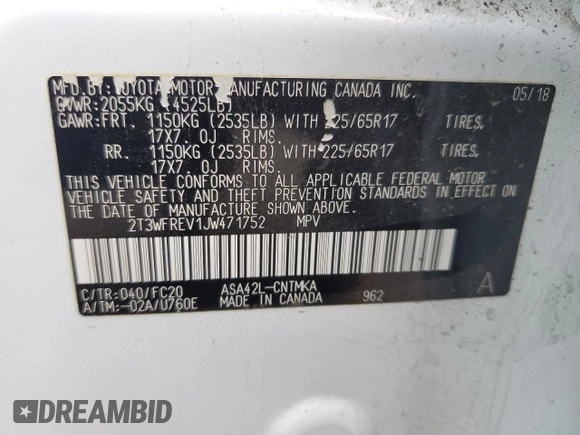 MFD.BY: TOYOTA MOTOR MANUFACTURING CANADA INC. 05/18
GVWR: 2055KG (4525LB)
GAWR:FRT. 1150KG (2535LB) WITH 225/65R17 TIRES.
17X7.0J RIMS.
RR. 1150KG (2535LB) WITH 225/65R17 TIRES.
17X7.0J RIMS.
THIS VEHICLE CONFORMS TO ALL APPLICABLE FEDERAL MOTOR
VEHICLE SAFETY AND THEFT PREVENTION STANDARDS IN EFFECT ON
THE DATE OF MANUFACTURE SHOWN ABOVE.
2T3WFREV1JW471752 MPV
C/TR:040/FC20 ASA42L-CNTMKA A
A/TM:-02A/U760E MADE IN CANADA 962
DREAMBID